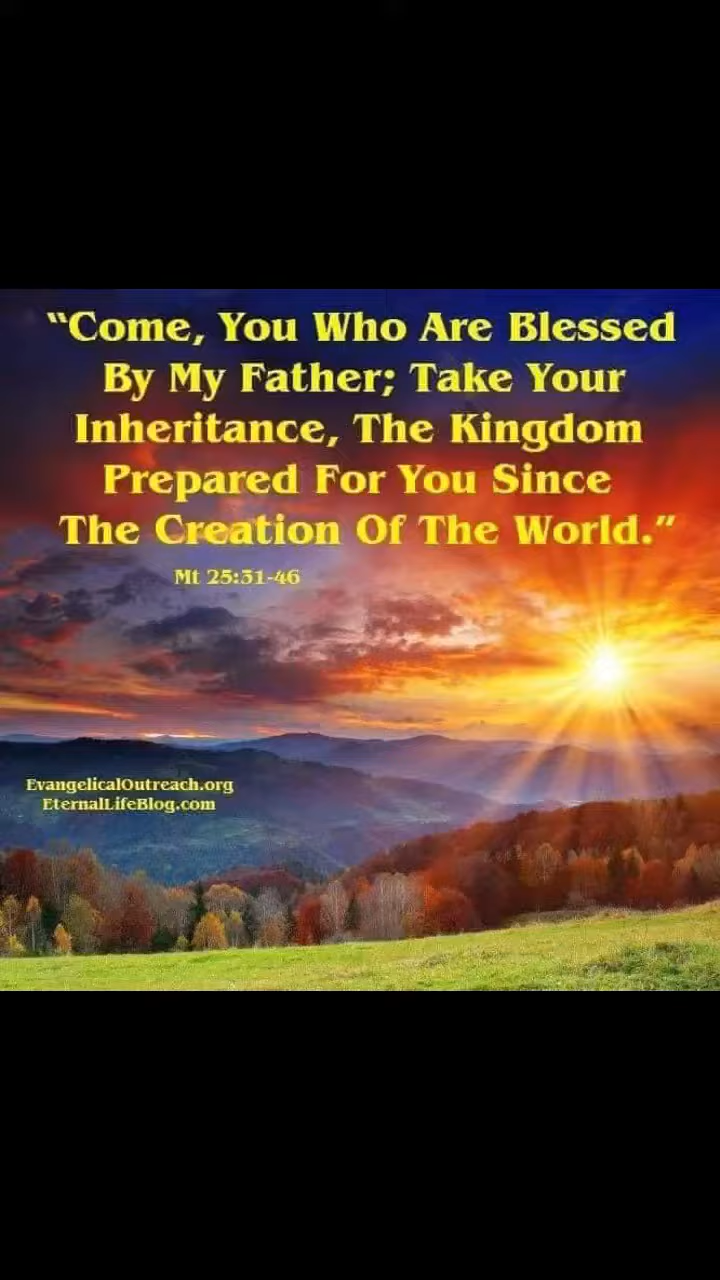 “Come, You Who Are Blessed
By My Father; Take Your
Inheritance, The Kingdom
Prepared For You Since
The Creation Of The World.”
Mt 25:31-46
EvangelicalOutreach.org
EternalLifeBlog.com